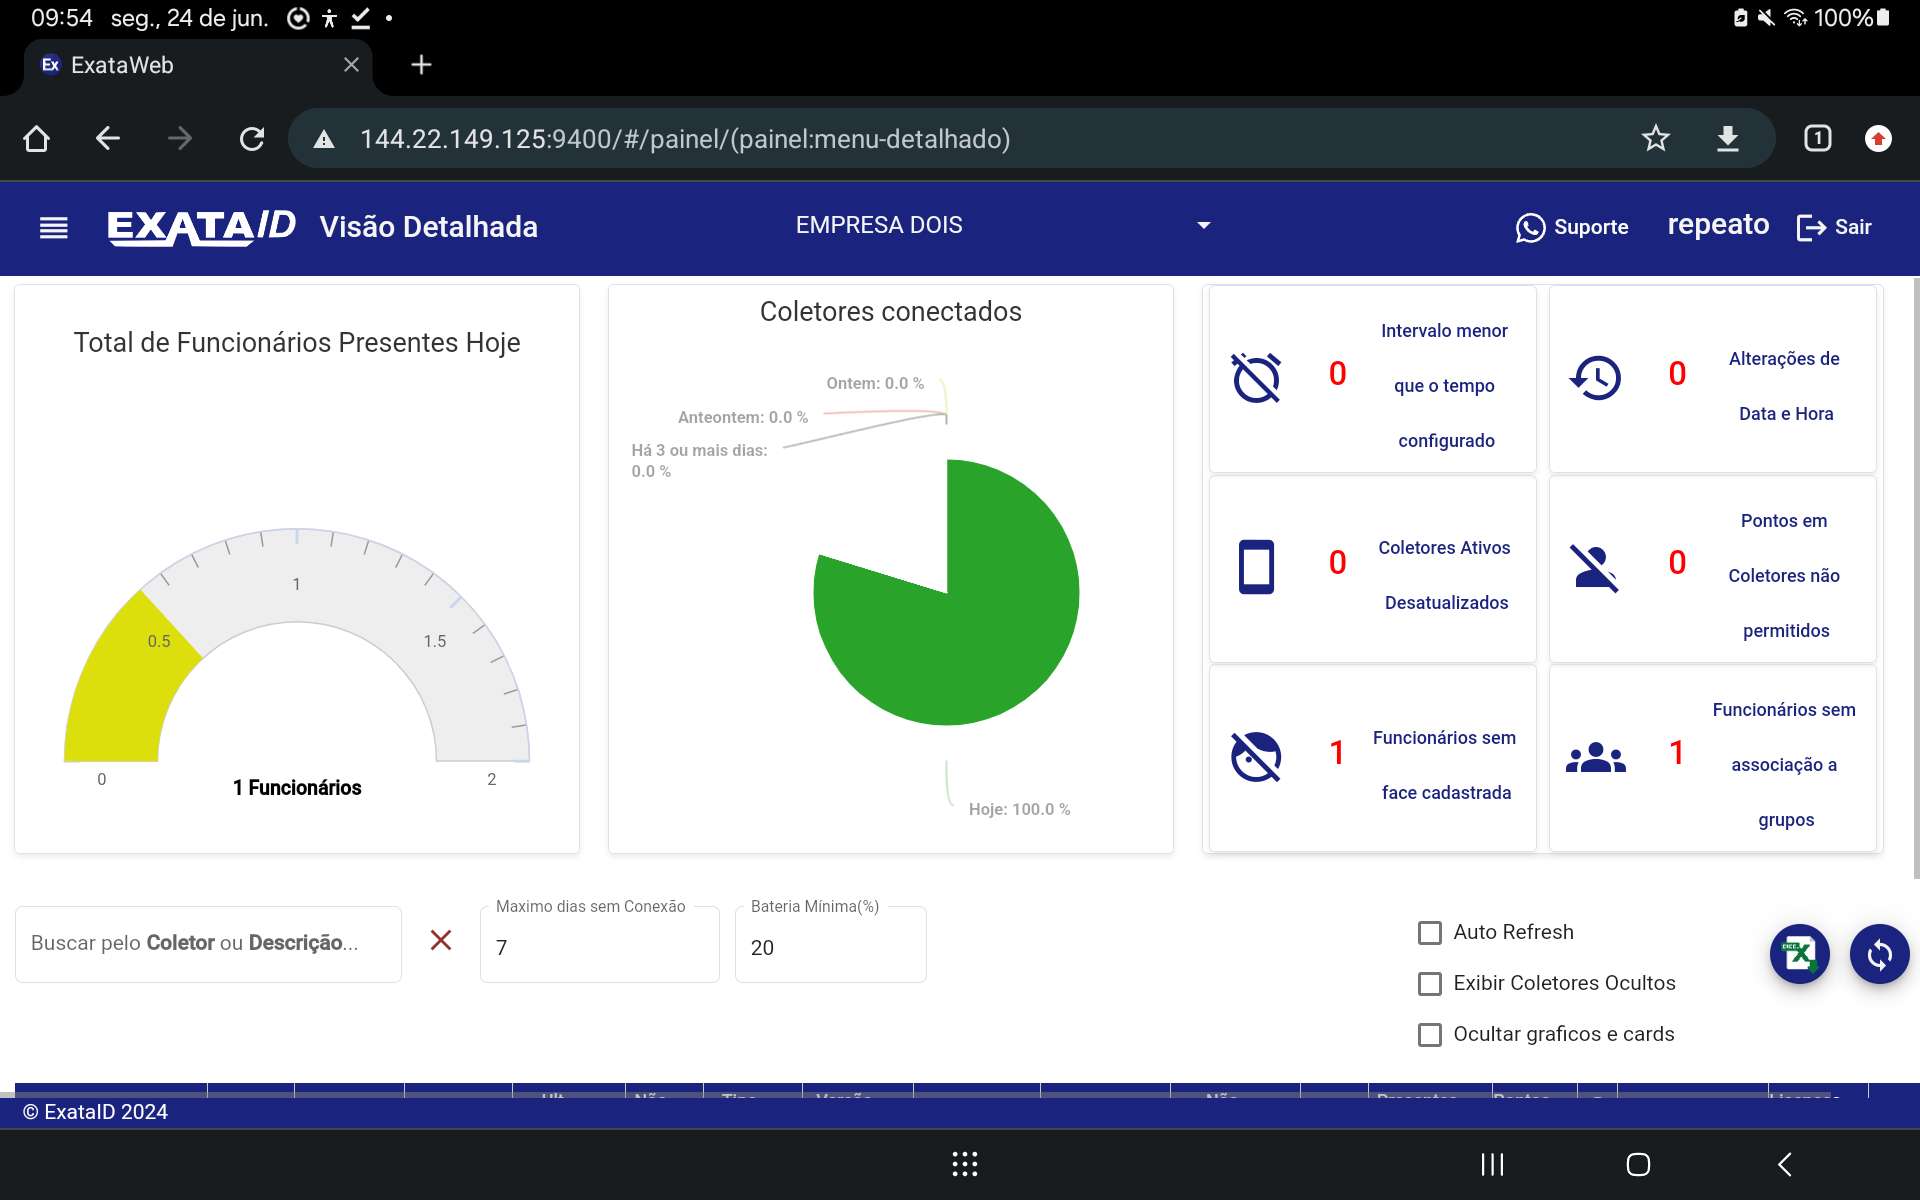 09:54 seg., 24 de jun.
100%
Ex ExataWeb
144.22.149.125:9400/#/painel/(painel:menu-detalhado)
1
EXATAID Visão Detalhada
EMPRESA DOIS
Suporte
repeato
Sair
Total de Funcionários Presentes Hoje
0
0.5
1
1.5
2
1 Funcionários
Coletores conectados
Ontem: 0.0 %
Anteontem: 0.0 %
Há 3 ou mais dias:
0.0 %
Hoje: 100.0 %
0
Intervalo menor
que o tempo
configurado
0
Alterações de
Data e Hora
0
Coletores Ativos
Desatualizados
0
Pontos em
Coletores não
permitidos
1
Funcionários sem
face cadastrada
1
Funcionários sem
associação a
grupos
Buscar pelo Coletor ou Descrição...
Maximo dias sem Conexão
7
Bateria Mínima(%)
20
Auto Refresh
Exibir Coletores Ocultos
Ocultar graficos e cards
© ExataID 2024